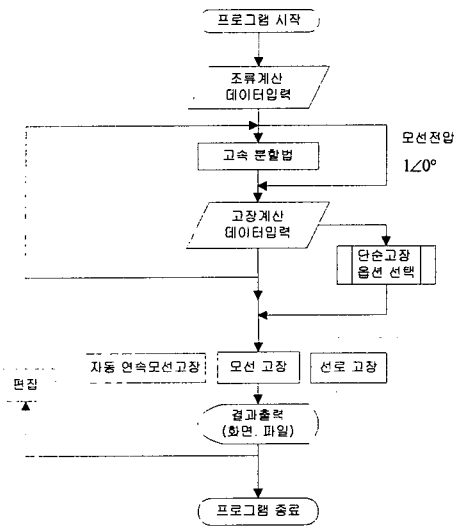 프로그램 시작
조류계산
데이터입력
모선전압
고속 분할법
1∠0°
고장계산
데이터입력
단순고장
옵션 선택
자동 연속모선고장
모선 고장
선로 고장
편집
결과출력
(화면. 파일)
프로그램 종료